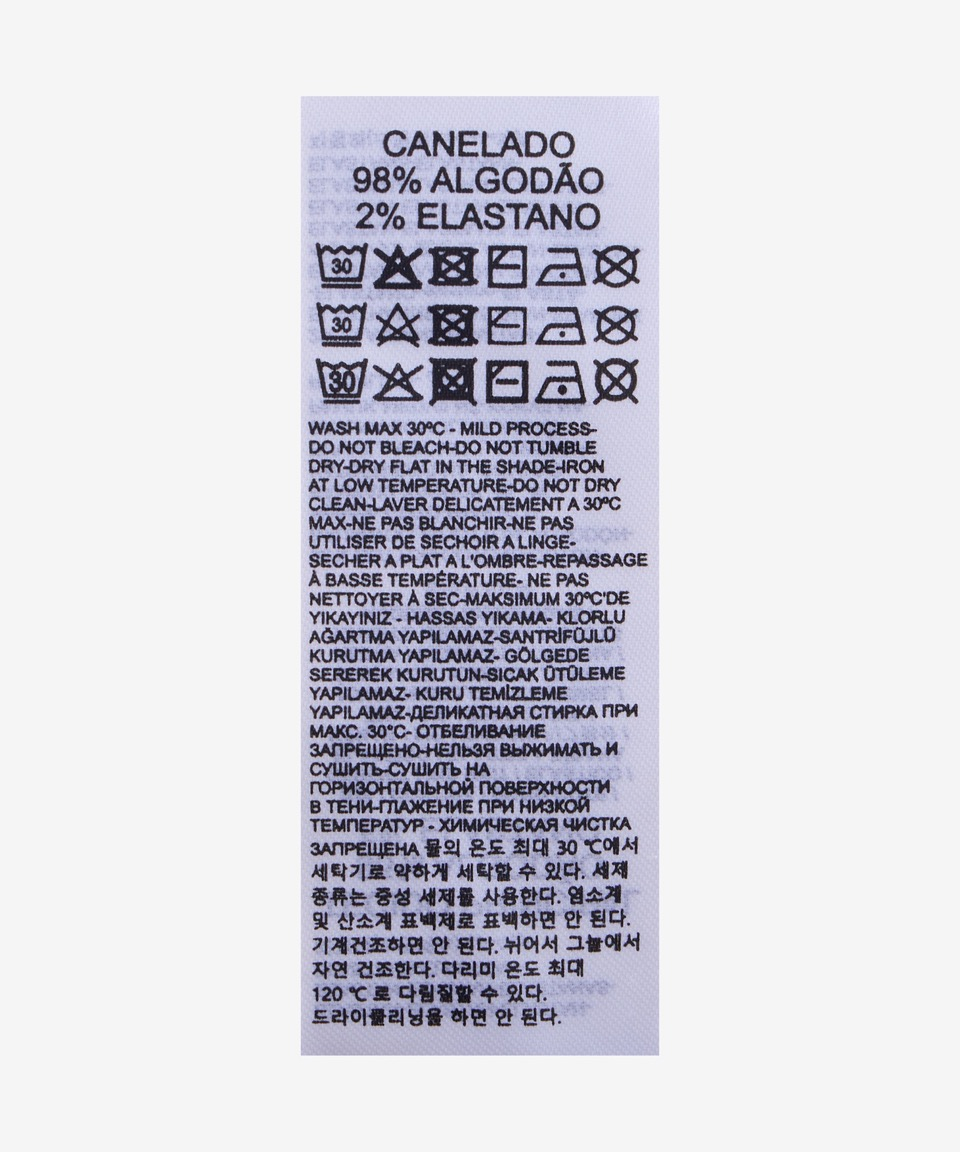 CANELADO
98% ALGODÃO
2% ELASTANO
30
30
30
WASH MAX 30ºC - MILD PROCESS-
DO NOT BLEACH-DO NOT TUMBLE
DRY-DRY FLAT IN THE SHADE-IRON
AT LOW TEMPERATURE-DO NOT DRY
CLEAN-LAVER DELICATEMENT A 30ºC
MAX-NE PAS BLANCHIR-NE PAS
UTILISER DE SECHOIR A LINGE-
SECHER A PLAT A L'OMBRE-REPASSAGE
À BASSE TEMPÉRATURE- NE PAS
NETTOYER À SEC-MAKSIMUM 30ºC'DE
YIKAYINIZ - HASSAS YIKAMA- KLORLU
AĞARTMA YAPILAMAZ-SANTRİFÜJLÜ
KURUTMA YAPILAMAZ- GÖLGEDE
SEREREK KURUTUN-SICAK ÜTÜLEME
YAPILAMAZ- KURU TEMİZLEME
YAPILAMAZ-ДЕЛИКАТНАЯ СТИРКА ПРИ
МАКС. 30°C- ОТБЕЛИВАНИЕ
ЗАПРЕЩЕНО-НЕЛЬЗЯ ВЫЖИМАТЬ И
СУШИТЬ-СУШИТЬ НА
ГОРИЗОНТАЛЬНОЙ ПОВЕРХНОСТИ
В ТЕНИ-ГЛАЖЕНИЕ ПРИ НИЗКОЙ
ТЕМПЕРАТУР - ХИМИЧЕСКАЯ ЧИСТКА
ЗАПРЕЩЕНА 물의 온도 최대 30 ℃에서
세탁기로 약하게 세탁할 수 있다. 세제
종류는 중성 세제를 사용한다. 염소계
및 산소계 표백제로 표백하면 안 된다.
기계건조하면 안 된다. 뉘어서 그늘에서
자연 건조한다. 다리미 온도 최대
120 ℃ 로 다림질할 수 있다.
드라이클리닝을 하면 안 된다.